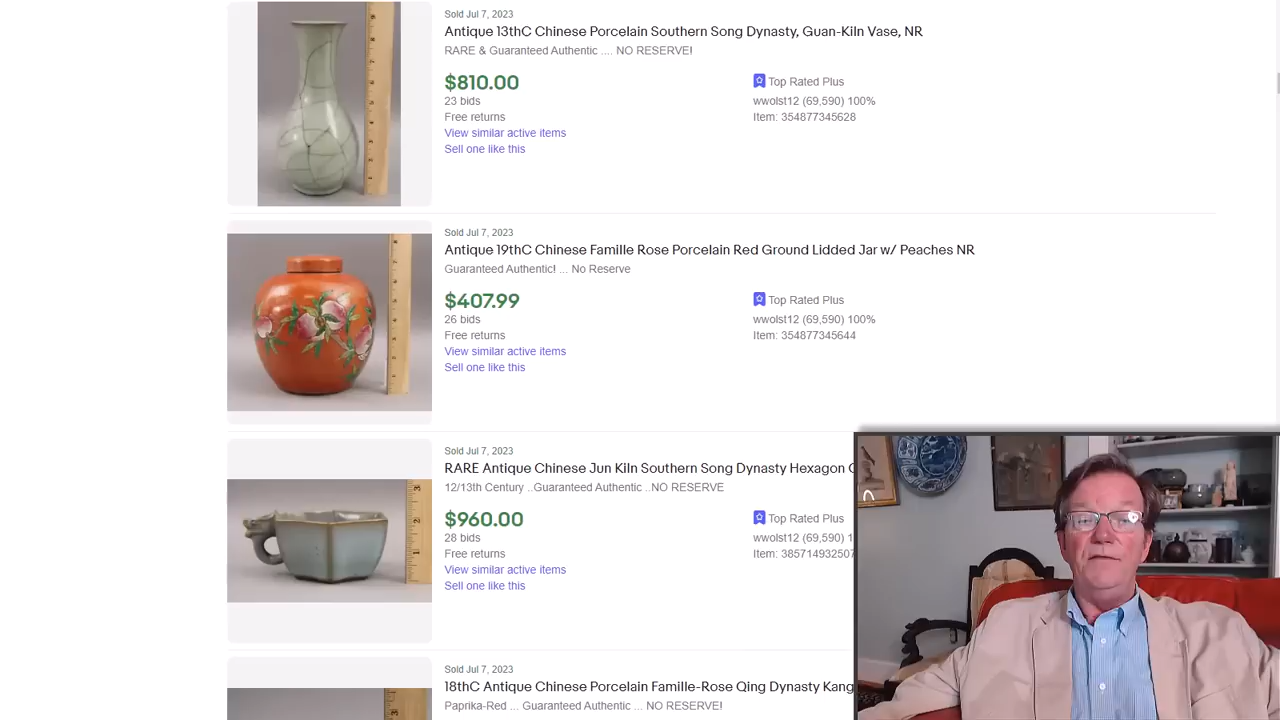 Sold Jul 7, 2023
Antique 13thC Chinese Porcelain Southern Song Dynasty, Guan-Kiln Vase, NR
RARE & Guaranteed Authentic .... NO RESERVE!
$810.00
Top Rated Plus
23 bids
wwolst12 (69,590) 100%
Free returns
Item: 354877345628
View similar active items
Sell one like this
Sold Jul 7, 2023
Antique 19thC Chinese Famille Rose Porcelain Red Ground Lidded Jar w/ Peaches NR
Guaranteed Authentic! ... No Reserve
$407.99
Top Rated Plus
26 bids
wwolst12 (69,590) 100%
Free returns
Item: 354877345644
View similar active items
Sell one like this
Sold Jul 7, 2023
RARE Antique Chinese Jun Kiln Southern Song Dynasty Hexagon
12/13th Century ..Guaranteed Authentic ..NO RESERVE
$960.00
Top Rated Plus
28 bids
wwolst12 (69,590) 1
Free returns
Item: 385714932507
View similar active items
Sell one like this
Sold Jul 7, 2023
18thC Antique Chinese Porcelain Famille-Rose Qing Dynasty Kang
Paprika-Red ... Guaranteed Authentic ... NO RESERVE!